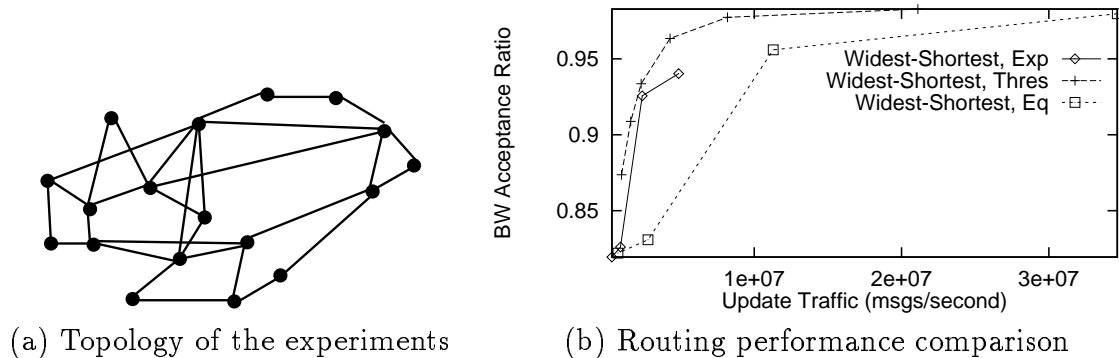 BW Acceptance Ratio
0.95
0.9
0.85
Widest-Shortest, Exp
Widest-Shortest, Thres
Widest-Shortest, Eq
1e+07
2e+07
3e+07
Update Traffic (msgs/second)
(a) Topology of the experiments
(b) Routing performance comparison